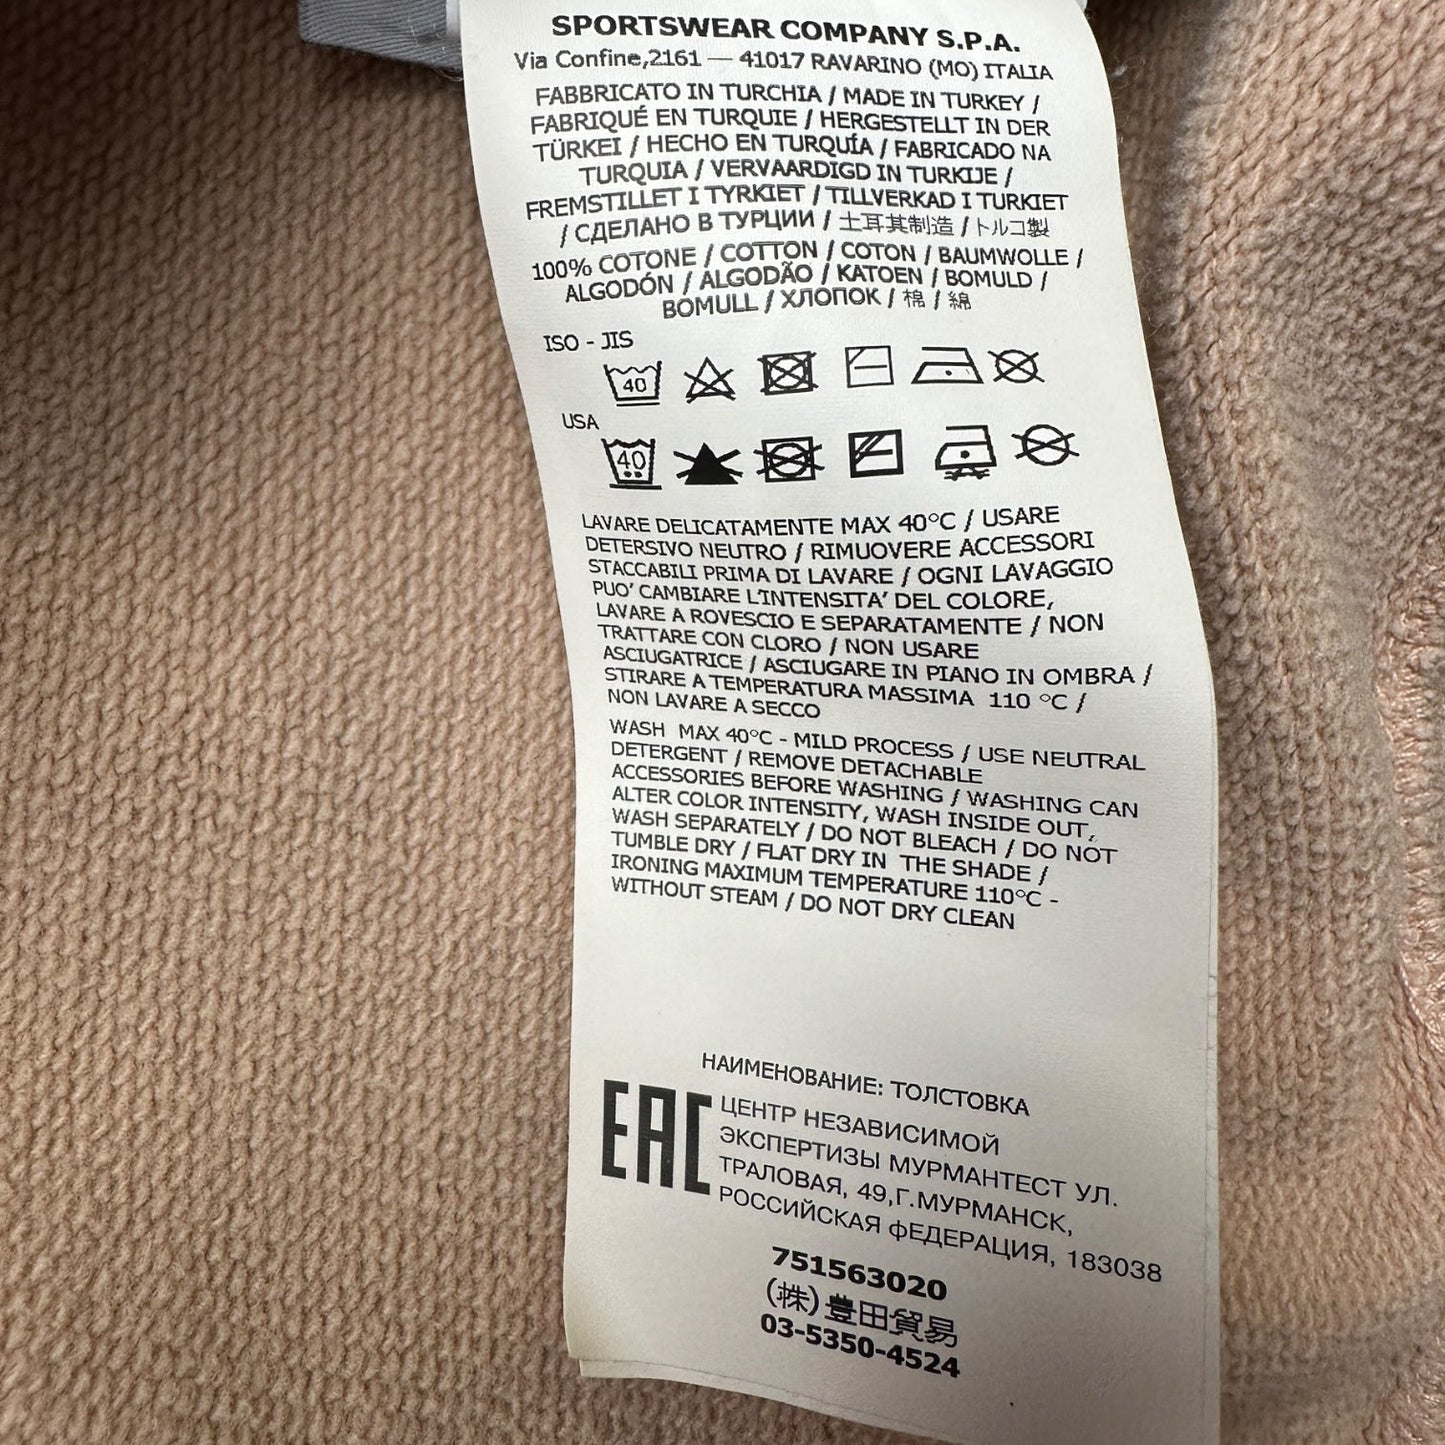 SPORTSWEAR COMPANY S.P.A.
Via Confine,2161 — 41017 RAVARINO (MO) ITALIA
FABBRICATO IN TURCHIA / MADE IN TURKEY /
FABRIQUÉ EN TURQUIE / HERGESTELLT IN DER
TÜRKEI / HECHO EN TURQUÍA / FABRICADO NA
TURQUIA / VERVAARDIGD IN TURKIJE /
FREMSTILLET I TYRKIET / TILLVERKAD I TURKIET
/ СДЕЛАНО В ТУРЦИИ / 土耳其制造 / トルコ製
100% COTONE / COTTON / COTON / BAUMWOLLE /
ALGODÓN / ALGODÃO / KATOEN / BOMULD /
BOMULL / ХЛОПОК / 棉 / 綿
ISO - JIS
40
USA
40
LAVARE DELICATAMENTE MAX 40°C / USARE
DETERSIVO NEUTRO / RIMUOVERE ACCESSORI
STACCABILI PRIMA DI LAVARE / OGNI LAVAGGIO
PUO' CAMBIARE L'INTENSITA' DEL COLORE,
LAVARE A ROVESCIO E SEPARATAMENTE / NON
TRATTARE CON CLORO / NON USARE
ASCIUGATRICE / ASCIUGARE IN PIANO IN OMBRA /
STIRARE A TEMPERATURA MASSIMA 110 °C /
NON LAVARE A SECCO
WASH MAX 40°C - MILD PROCESS / USE NEUTRAL
DETERGENT / REMOVE DETACHABLE
ACCESSORIES BEFORE WASHING / WASHING CAN
ALTER COLOR INTENSITY, WASH INSIDE OUT,
WASH SEPARATELY / DO NOT BLEACH / DO NOT
TUMBLE DRY / FLAT DRY IN THE SHADE /
IRONING MAXIMUM TEMPERATURE 110°C -
WITHOUT STEAM / DO NOT DRY CLEAN
НАИМЕНОВАНИЕ: ТОЛСТОВКА
EAC
ЦЕНТР НЕЗАВИСИМОЙ
ЭКСПЕРТИЗЫ МУРМАНТЕСТ УЛ.
ТРАЛОВАЯ, 49,Г.МУРМАНСК,
РОССИЙСКАЯ ФЕДЕРАЦИЯ, 183038
751563020
(株)豊田貿易
03-5350-4524